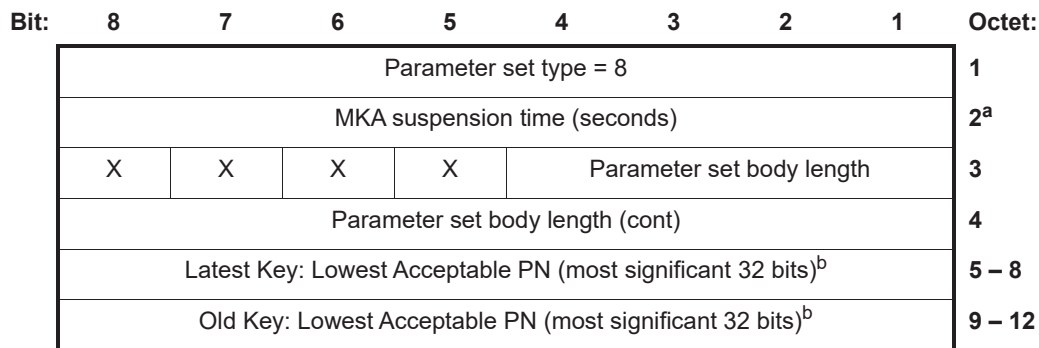 Bit: 8 7 6 5 4 3 2 1 Octet:
Parameter set type = 8 1
MKA suspension time (seconds) 2a
X X X X Parameter set body length 3
Parameter set body length (cont) 4
Latest Key: Lowest Acceptable PN (most significant 32 bits)b 5 – 8
Old Key: Lowest Acceptable PN (most significant 32 bits)b 9 – 12